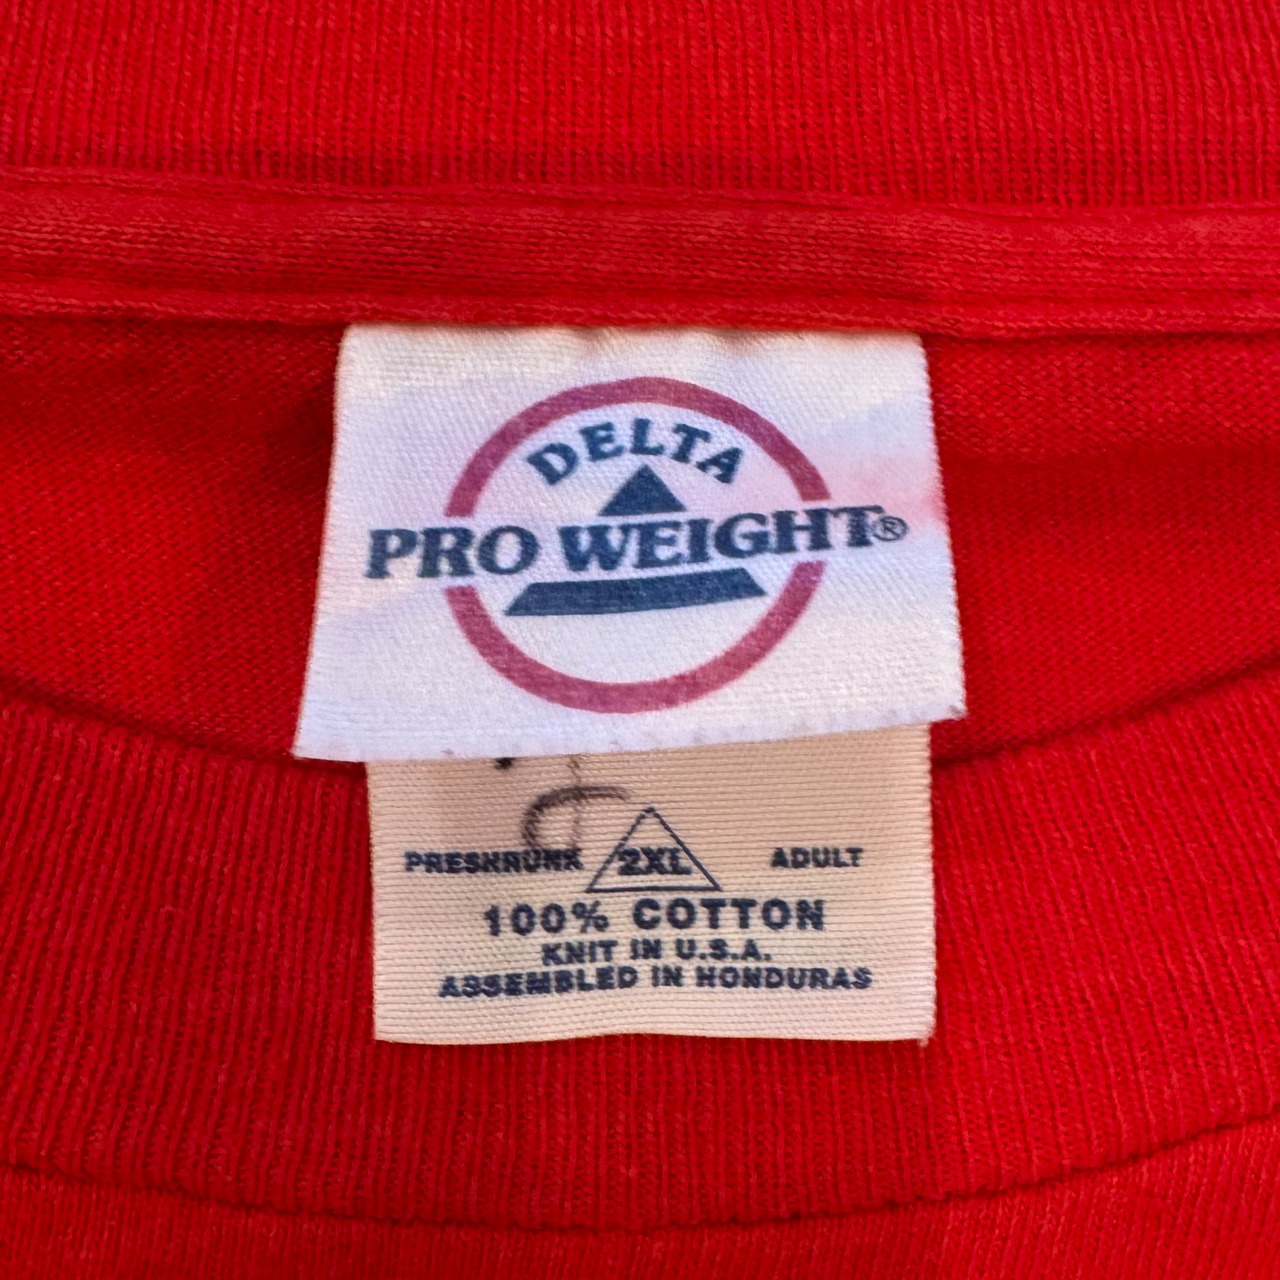 DELTA
PRO WEIGHT®
PRESHRUNK 2XL ADULT
100% COTTON
KNIT IN U.S.A.
ASSEMBLED IN HONDURAS